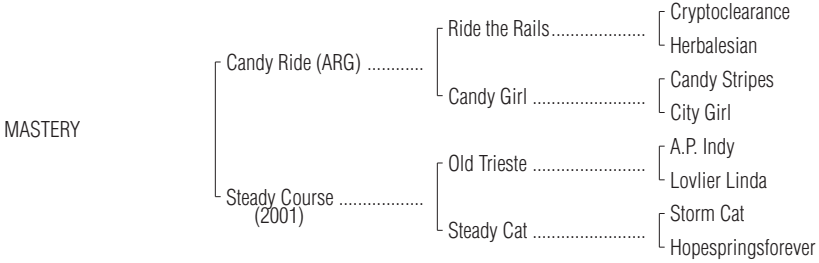 Cryptoclearance
Ride the Rails....................
Herbalesian
Candy Ride (ARG) ............
Candy Stripes
Candy Girl ........................
City Girl
MASTERY
A.P. Indy
Old Trieste ........................
Lovlier Linda
Steady Course ..................
(2001)
Storm Cat
Steady Cat ........................
Hopespringsforever